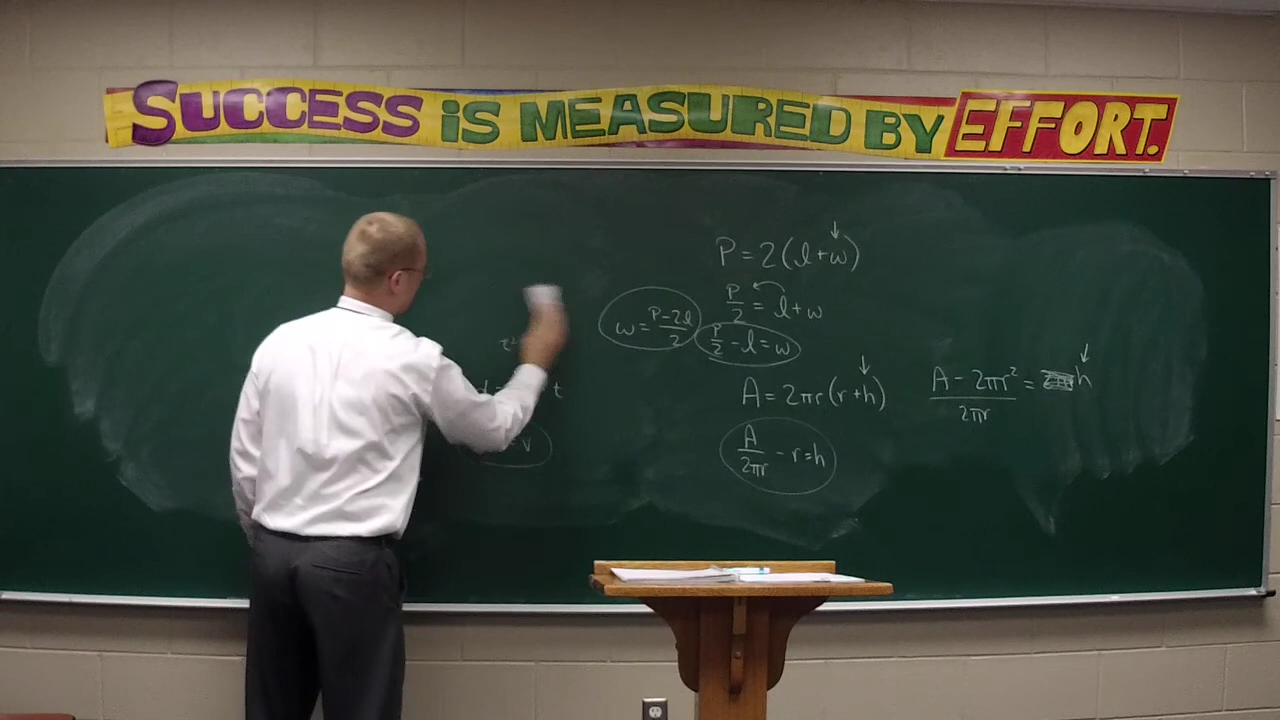 SUCCESS IS MEASURED BY EFFORT.
P = 2(l+w)
P/2 = l+w
w = P-2l/2
P/2 - l = w
A = 2πr(r+h)
A/2πr - r = h
A - 2πr²/2πr = h
t
v